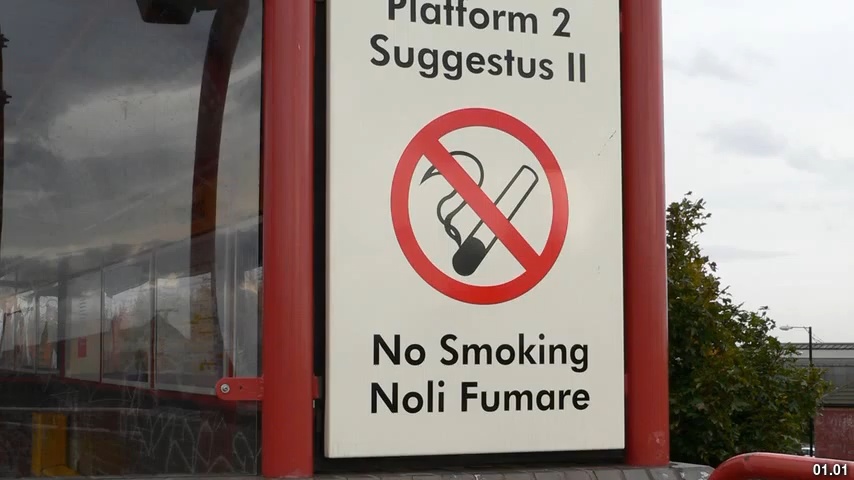 Platform 2
Suggestus II
No Smoking
Noli Fumare
01.01